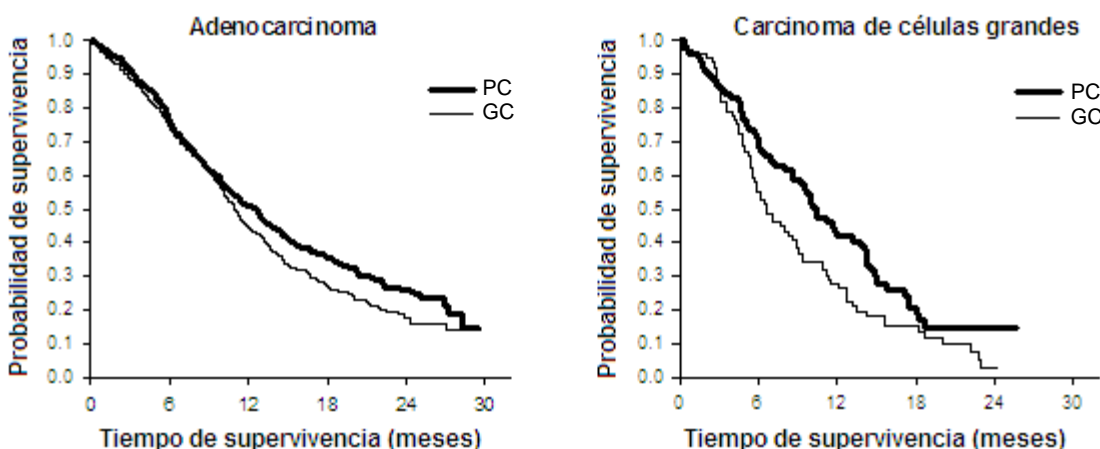 Adenocarcinoma
Probabilidad de supervivencia
1.0
0.9
0.8
0.7
0.6
0.5
0.4
0.3
0.2
0.1
0.0
PC
GC
0 6 12 18 24 30
Tiempo de supervivencia (meses)
Carcinoma de células grandes
Probabilidad de supervivencia
1.0
0.9
0.8
0.7
0.6
0.5
0.4
0.3
0.2
0.1
0.0
PC
GC
0 6 12 18 24 30
Tiempo de supervivencia (meses)